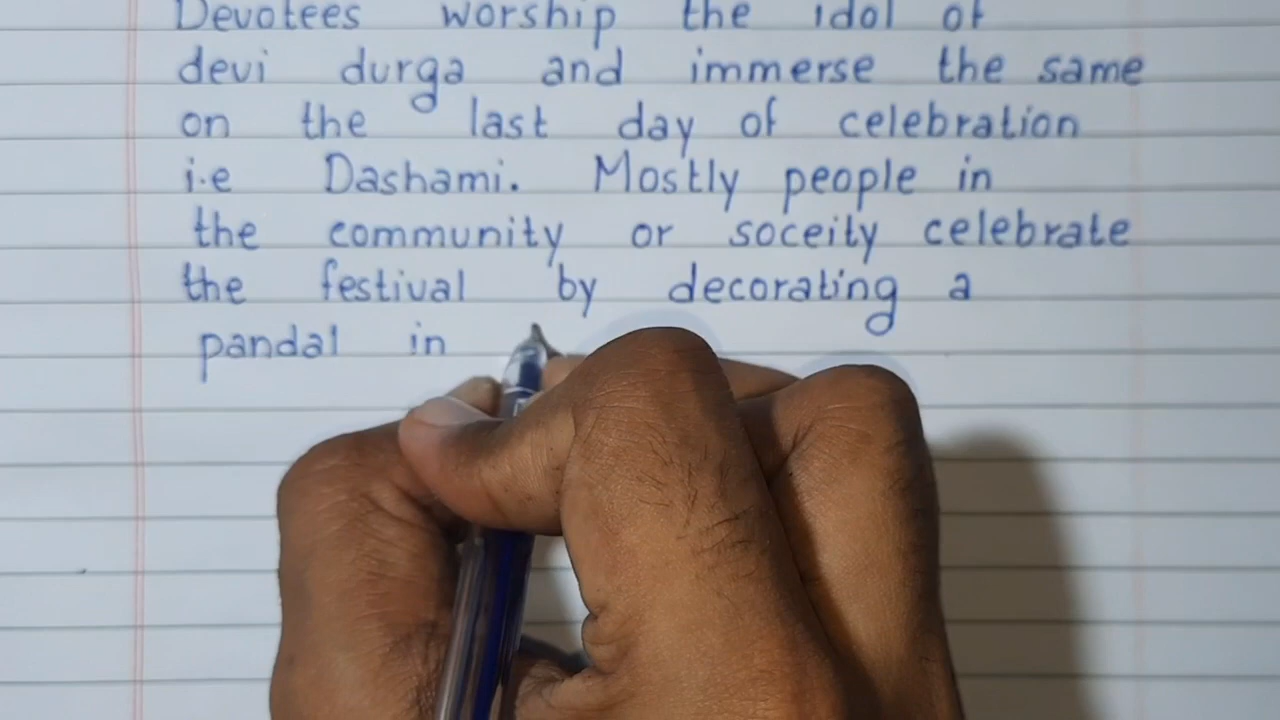 Devotees worship the idol of
devi durga and immerse the same
on the last day of celebration
i.e Dashami. Mostly people in
the community or soceity celebrate
the festival by decorating a
pandal in